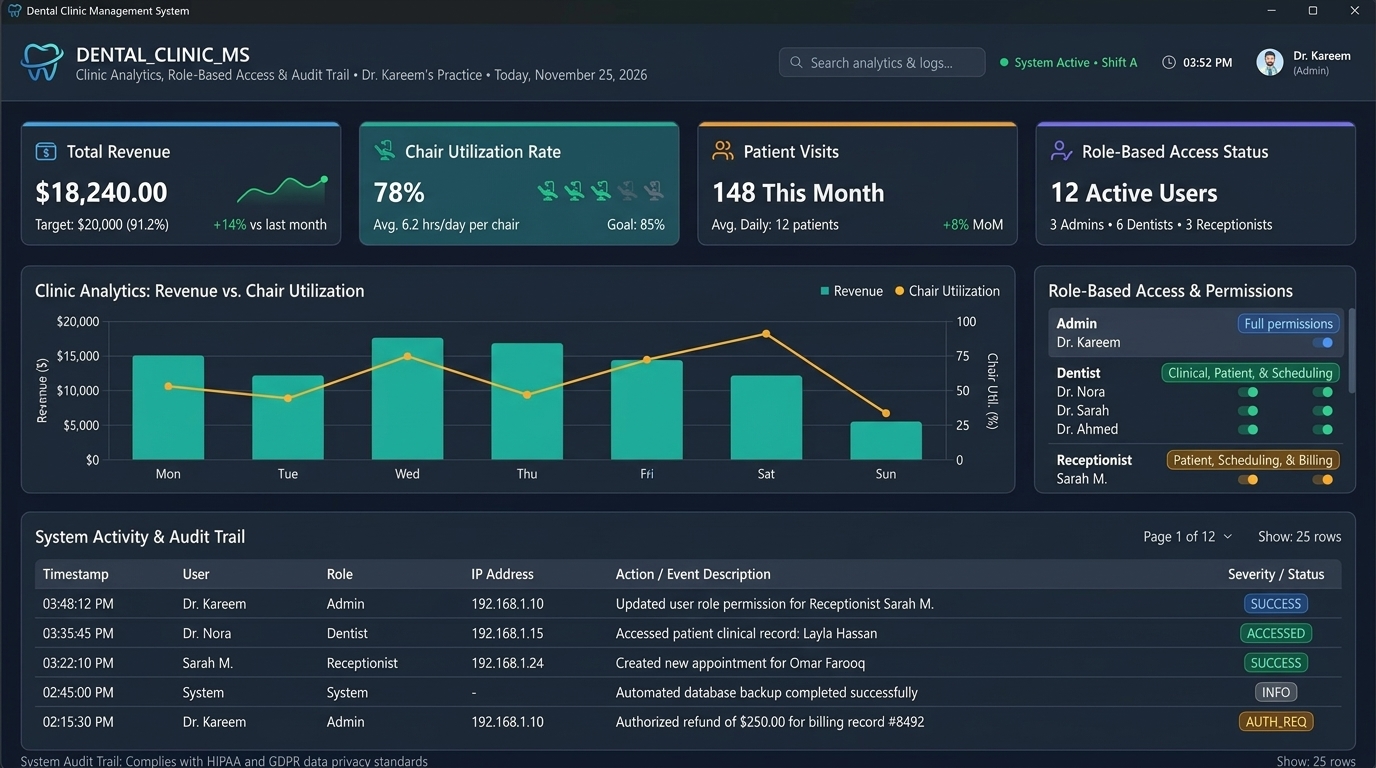 Dental Clinic Management System
DENTAL_CLINIC_MS
Clinic Analytics, Role-Based Access & Audit Trail • Dr. Kareem's Practice • Today, November 25, 2026
Search analytics & logs...
System Active • Shift A
03:52 PM
Dr. Kareem
(Admin)
Total Revenue
$18,240.00
Target: $20,000 (91.2%)
+14% vs last month
Chair Utilization Rate
78%
Avg. 6.2 hrs/day per chair
Goal: 85%
Patient Visits
148 This Month
Avg. Daily: 12 patients
+8% MoM
Role-Based Access Status
12 Active Users
3 Admins • 6 Dentists • 3 Receptionists
Clinic Analytics: Revenue vs. Chair Utilization
Revenue
Chair Utilization
Revenue ($)
$20,000
$15,000
$10,000
$5,000
$0
100
75
50
25
0
Chair Util. (%)
Mon Tue Wed Thu Fri Sat Sun
Role-Based Access & Permissions
Admin Full permissions
Dr. Kareem
Dentist Clinical, Patient, & Scheduling
Dr. Nora
Dr. Sarah
Dr. Ahmed
Receptionist Patient, Scheduling, & Billing
Sarah M.
System Activity & Audit Trail
Page 1 of 12
Show: 25 rows
Timestamp User Role IP Address Action / Event Description Severity / Status
03:48:12 PM Dr. Kareem Admin 192.168.1.10 Updated user role permission for Receptionist Sarah M. SUCCESS
03:35:45 PM Dr. Nora Dentist 192.168.1.15 Accessed patient clinical record: Layla Hassan ACCESSED
03:22:10 PM Sarah M. Receptionist 192.168.1.24 Created new appointment for Omar Farooq SUCCESS
02:45:00 PM System System - Automated database backup completed successfully INFO
02:15:30 PM Dr. Kareem Admin 192.168.1.10 Authorized refund of $250.00 for billing record #8492 AUTH_REQ
System Audit Trail: Complies with HIPAA and GDPR data privacy standards
Show: 25 rows